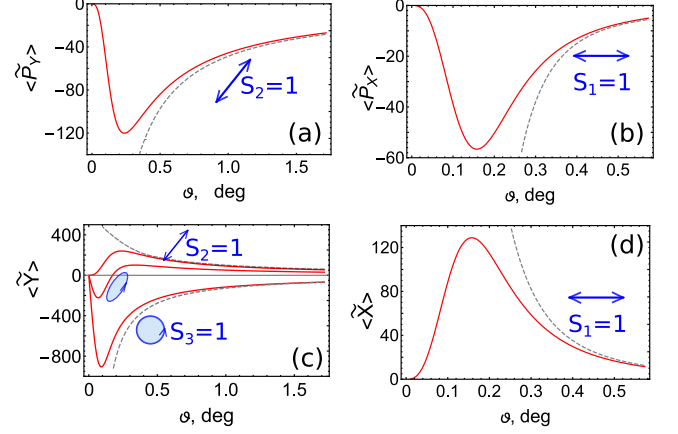 0
−40
−80
−120
<P̃_Y>
S₂=1
(a)
0 0.5 1.0 1.5
ϑ, deg
0
−20
−40
−60
<P̃_X>
S₁=1
(b)
0 0.1 0.2 0.3 0.4 0.5
ϑ, deg
400
0
−400
−800
<Ỹ>
S₂=1
S₃=1
(c)
0 0.5 1.0 1.5
ϑ, deg
120
80
40
0
<X̃>
S₁=1
(d)
0 0.1 0.2 0.3 0.4 0.5
ϑ, deg